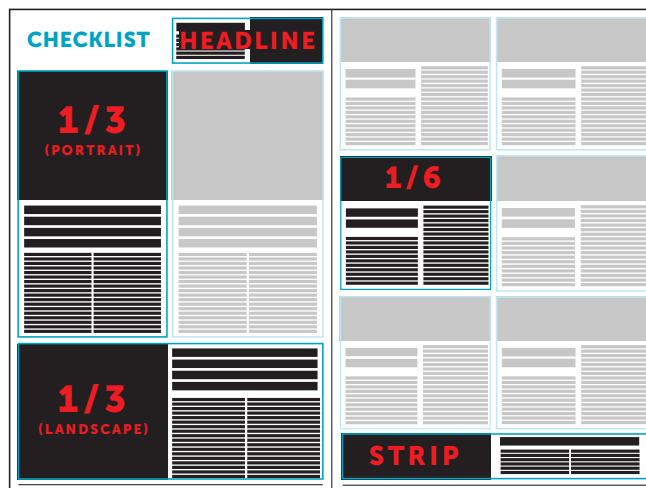 CHECKLIST
HEADLINE
1/3
(PORTRAIT)
1/3
(LANDSCAPE)
1/6
STRIP